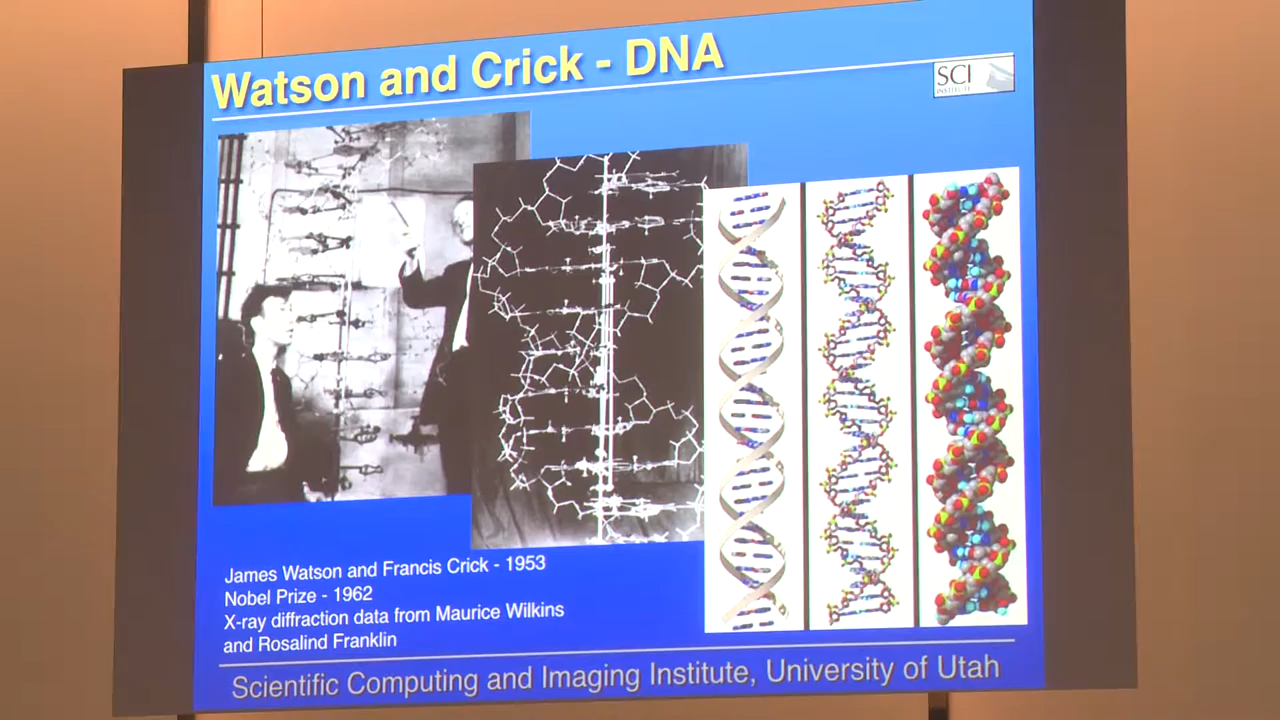 Watson and Crick - DNA
SCI
INSTITUTE
James Watson and Francis Crick - 1953
Nobel Prize - 1962
X-ray diffraction data from Maurice Wilkins
and Rosalind Franklin
Scientific Computing and Imaging Institute, University of Utah